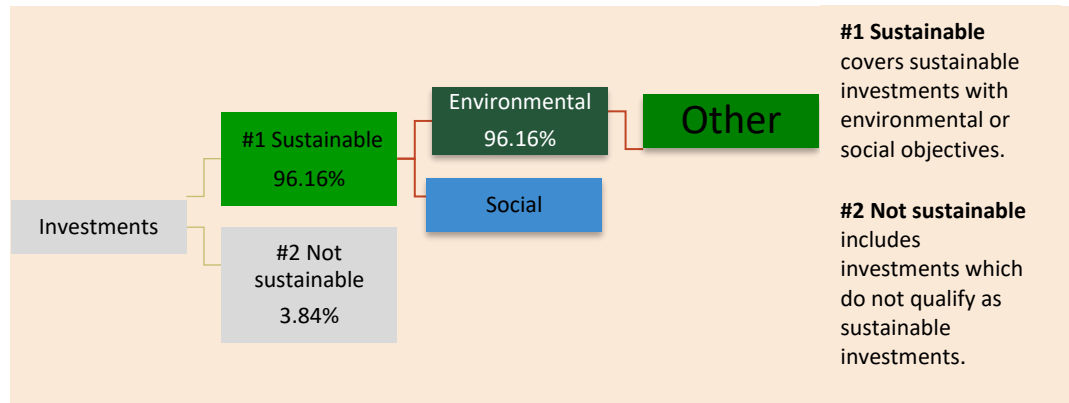 Investments
#1 Sustainable
96.16%
#2 Not
sustainable
3.84%
Environmental
96.16%
Social
Other
#1 Sustainable
covers sustainable
investments with
environmental or
social objectives.
#2 Not sustainable
includes
investments which
do not qualify as
sustainable
investments.